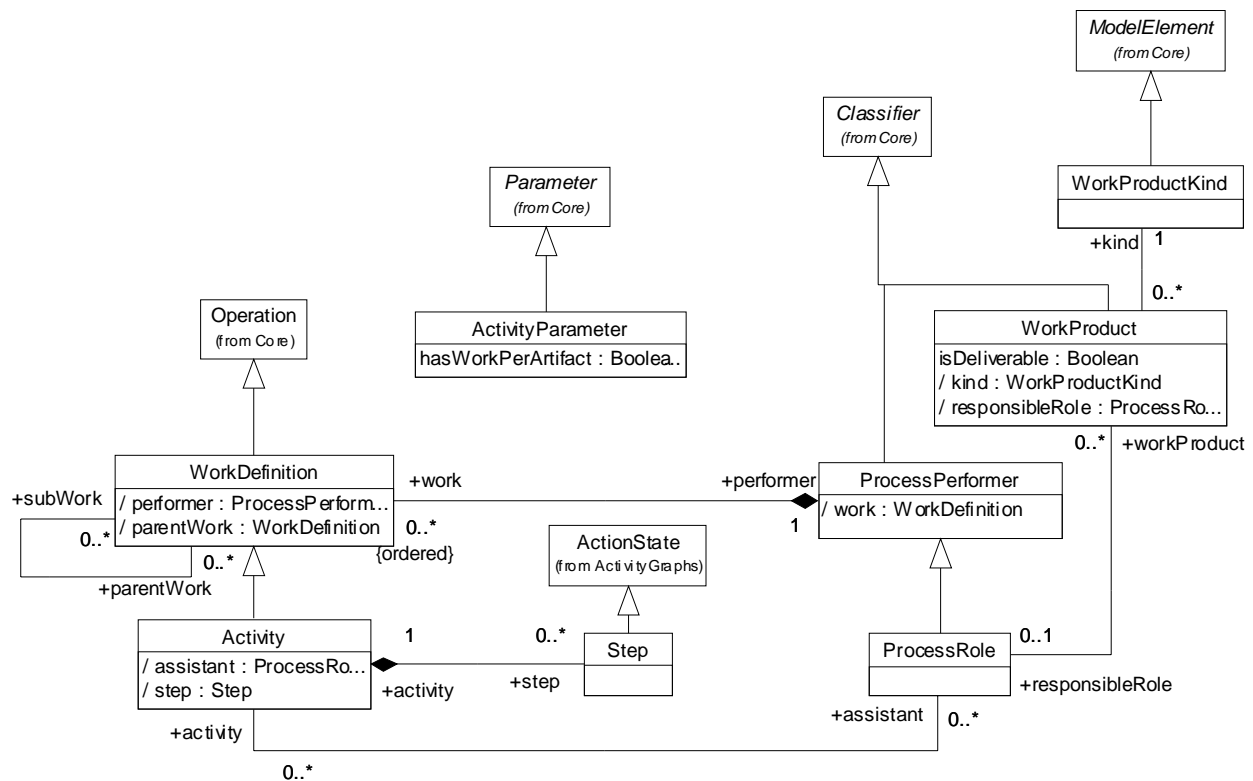 ModelElement
(from Core)
Classifier
(from Core)
WorkProductKind
Parameter
(from Core)
+kind
1
0..*
Operation
(from Core)
ActivityParameter
hasWorkPerArtifact : Boolea..
WorkProduct
isDeliverable : Boolean
/ kind : WorkProductKind
/ responsibleRole : ProcessRo...
0..*
+workProduct
WorkDefinition
/ performer : ProcessPerform...
/ parentWork : WorkDefinition
+subWork
0..*
0..*
+parentWork
+work
0..*
{ordered}
+performer
1
ProcessPerformer
/ work : WorkDefinition
ActionState
(from ActivityGraphs)
Activity
/ assistant : ProcessRo...
/ step : Step
1
+activity
0..*
+step
Step
ProcessRole
0..1
+responsibleRole
+assistant
0..*
+activity
0..*